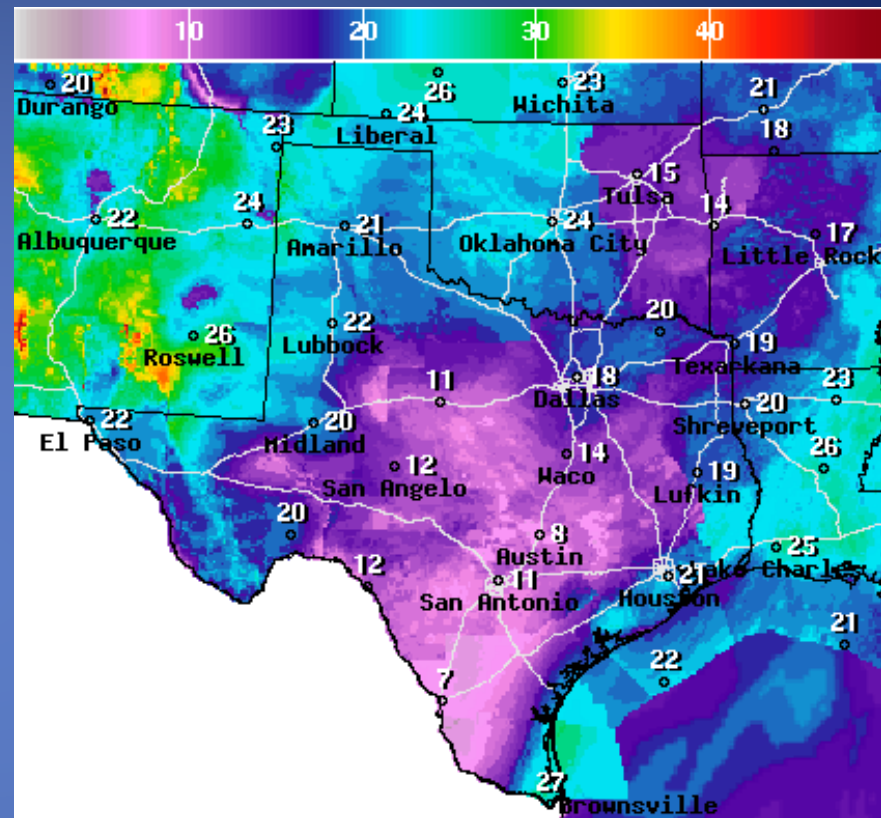 10 20 30 40
26
20 23 21
Durango Wichita
24
Liberal
23 18
15
Tulsa
24 14
22 21 24 17
Albuquerque Amarillo Oklahoma City Little Rock
22 20
26 Lubbock 19
Roswell Texarkana
18
11 Dallas 20 23
22 20 Shreveport
El Paso Midland
14 26
12 Waco 19
San Angelo Lufkin
20 8 25
Austin Lake Charles
12 11 21
San Antonio Houston
21
7 22
27
Brownsville